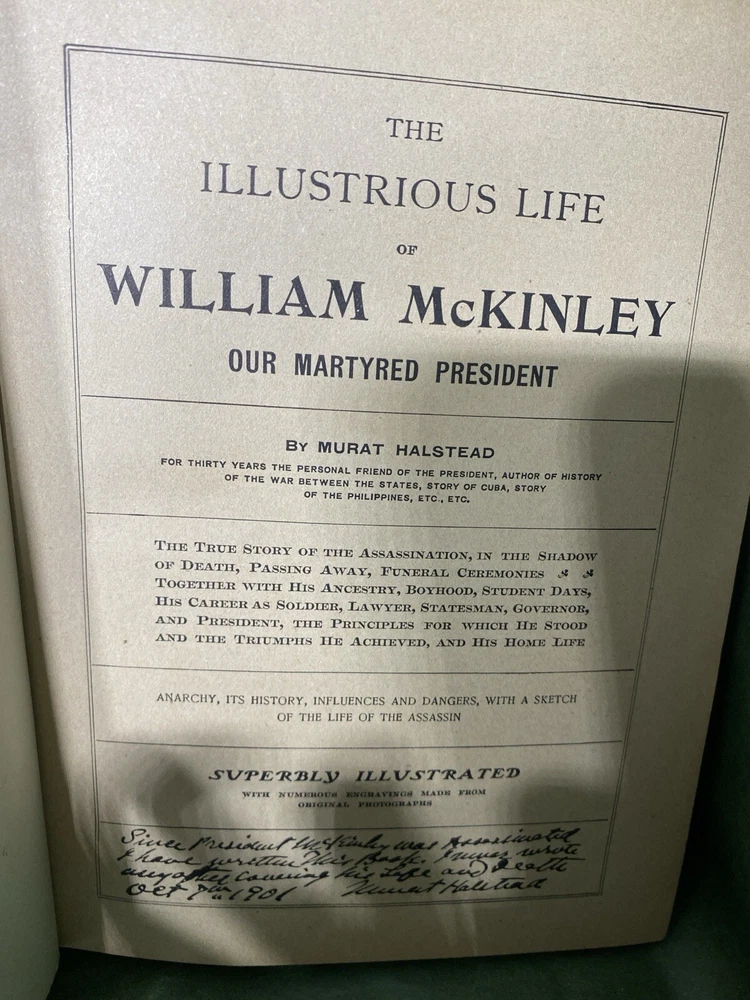 THE
ILLUSTRIOUS LIFE
OF
WILLIAM McKINLEY
OUR MARTYRED PRESIDENT
BY MURAT HALSTEAD
FOR THIRTY YEARS THE PERSONAL FRIEND OF THE PRESIDENT, AUTHOR OF HISTORY
OF THE WAR BETWEEN THE STATES, STORY OF CUBA, STORY
OF THE PHILIPPINES, ETC., ETC.
THE TRUE STORY OF THE ASSASSINATION, IN THE SHADOW
OF DEATH, PASSING AWAY, FUNERAL CEREMONIES
TOGETHER WITH HIS ANCESTRY, BOYHOOD, STUDENT DAYS,
HIS CAREER AS SOLDIER, LAWYER, STATESMAN, GOVERNOR,
AND PRESIDENT, THE PRINCIPLES FOR WHICH HE STOOD
AND THE TRIUMPHS HE ACHIEVED, AND HIS HOME LIFE
ANARCHY, ITS HISTORY, INFLUENCES AND DANGERS, WITH A SKETCH
OF THE LIFE OF THE ASSASSIN
SUPERBLY ILLUSTRATED
WITH NUMEROUS ENGRAVINGS MADE FROM
ORIGINAL PHOTOGRAPHS
Since President McKinley was Assassinated
I have written this Book. I never wrote
any other covering his Life and Death
Oct 7th 1901 Murat Halstead